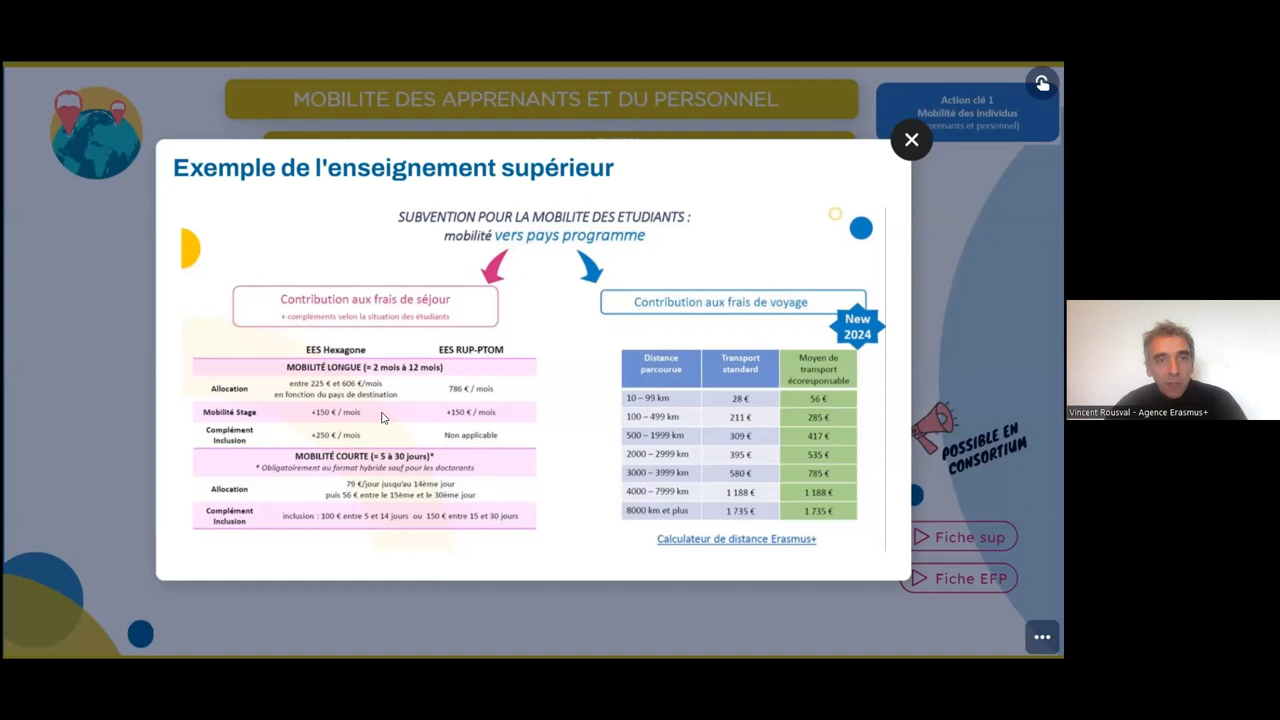 MOBILITE DES APPRENANTS ET DU PERSONNEL
Action clé 1
Mobilité des individus
prenants et personnel)
Exemple de l'enseignement supérieur
SUBVENTION POUR LA MOBILITE DES ETUDIANTS :
mobilité vers pays programme
Contribution aux frais de séjour
+ compléments selon la situation des étudiants
EES Hexagone EES RUP-PTOM
MOBILITÉ LONGUE (= 2 mois à 12 mois)
Allocation
entre 225 € et 606 €/mois
en fonction du pays de destination
786 € / mois
Mobilité Stage +150 € / mois +150 € / mois
Complément
Inclusion
+250 € / mois Non applicable
MOBILITÉ COURTE (= 5 à 30 jours)*
* Obligatoirement au format hybride sauf pour les doctorants
Allocation
79 €/jour jusqu'au 14ème jour
puis 56 € entre le 15ème et le 30ème jour
Complément
Inclusion
inclusion : 100 € entre 5 et 14 jours ou 150 € entre 15 et 30 jours
Contribution aux frais de voyage
New
2024
Distance
parcourue
Transport
standard
Moyen de
transport
écoresponsable
10 – 99 km 28 € 56 €
100 – 499 km 211 € 285 €
500 – 1999 km 309 € 417 €
2000 – 2999 km 395 € 535 €
3000 – 3999 km 580 € 785 €
4000 – 7999 km 1 188 € 1 188 €
8000 km et plus 1 735 € 1 735 €
Calculateur de distance Erasmus+
POSSIBLE EN
CONSORTIUM
Fiche sup
Fiche EFP
Vincent Rousval - Agence Erasmus+